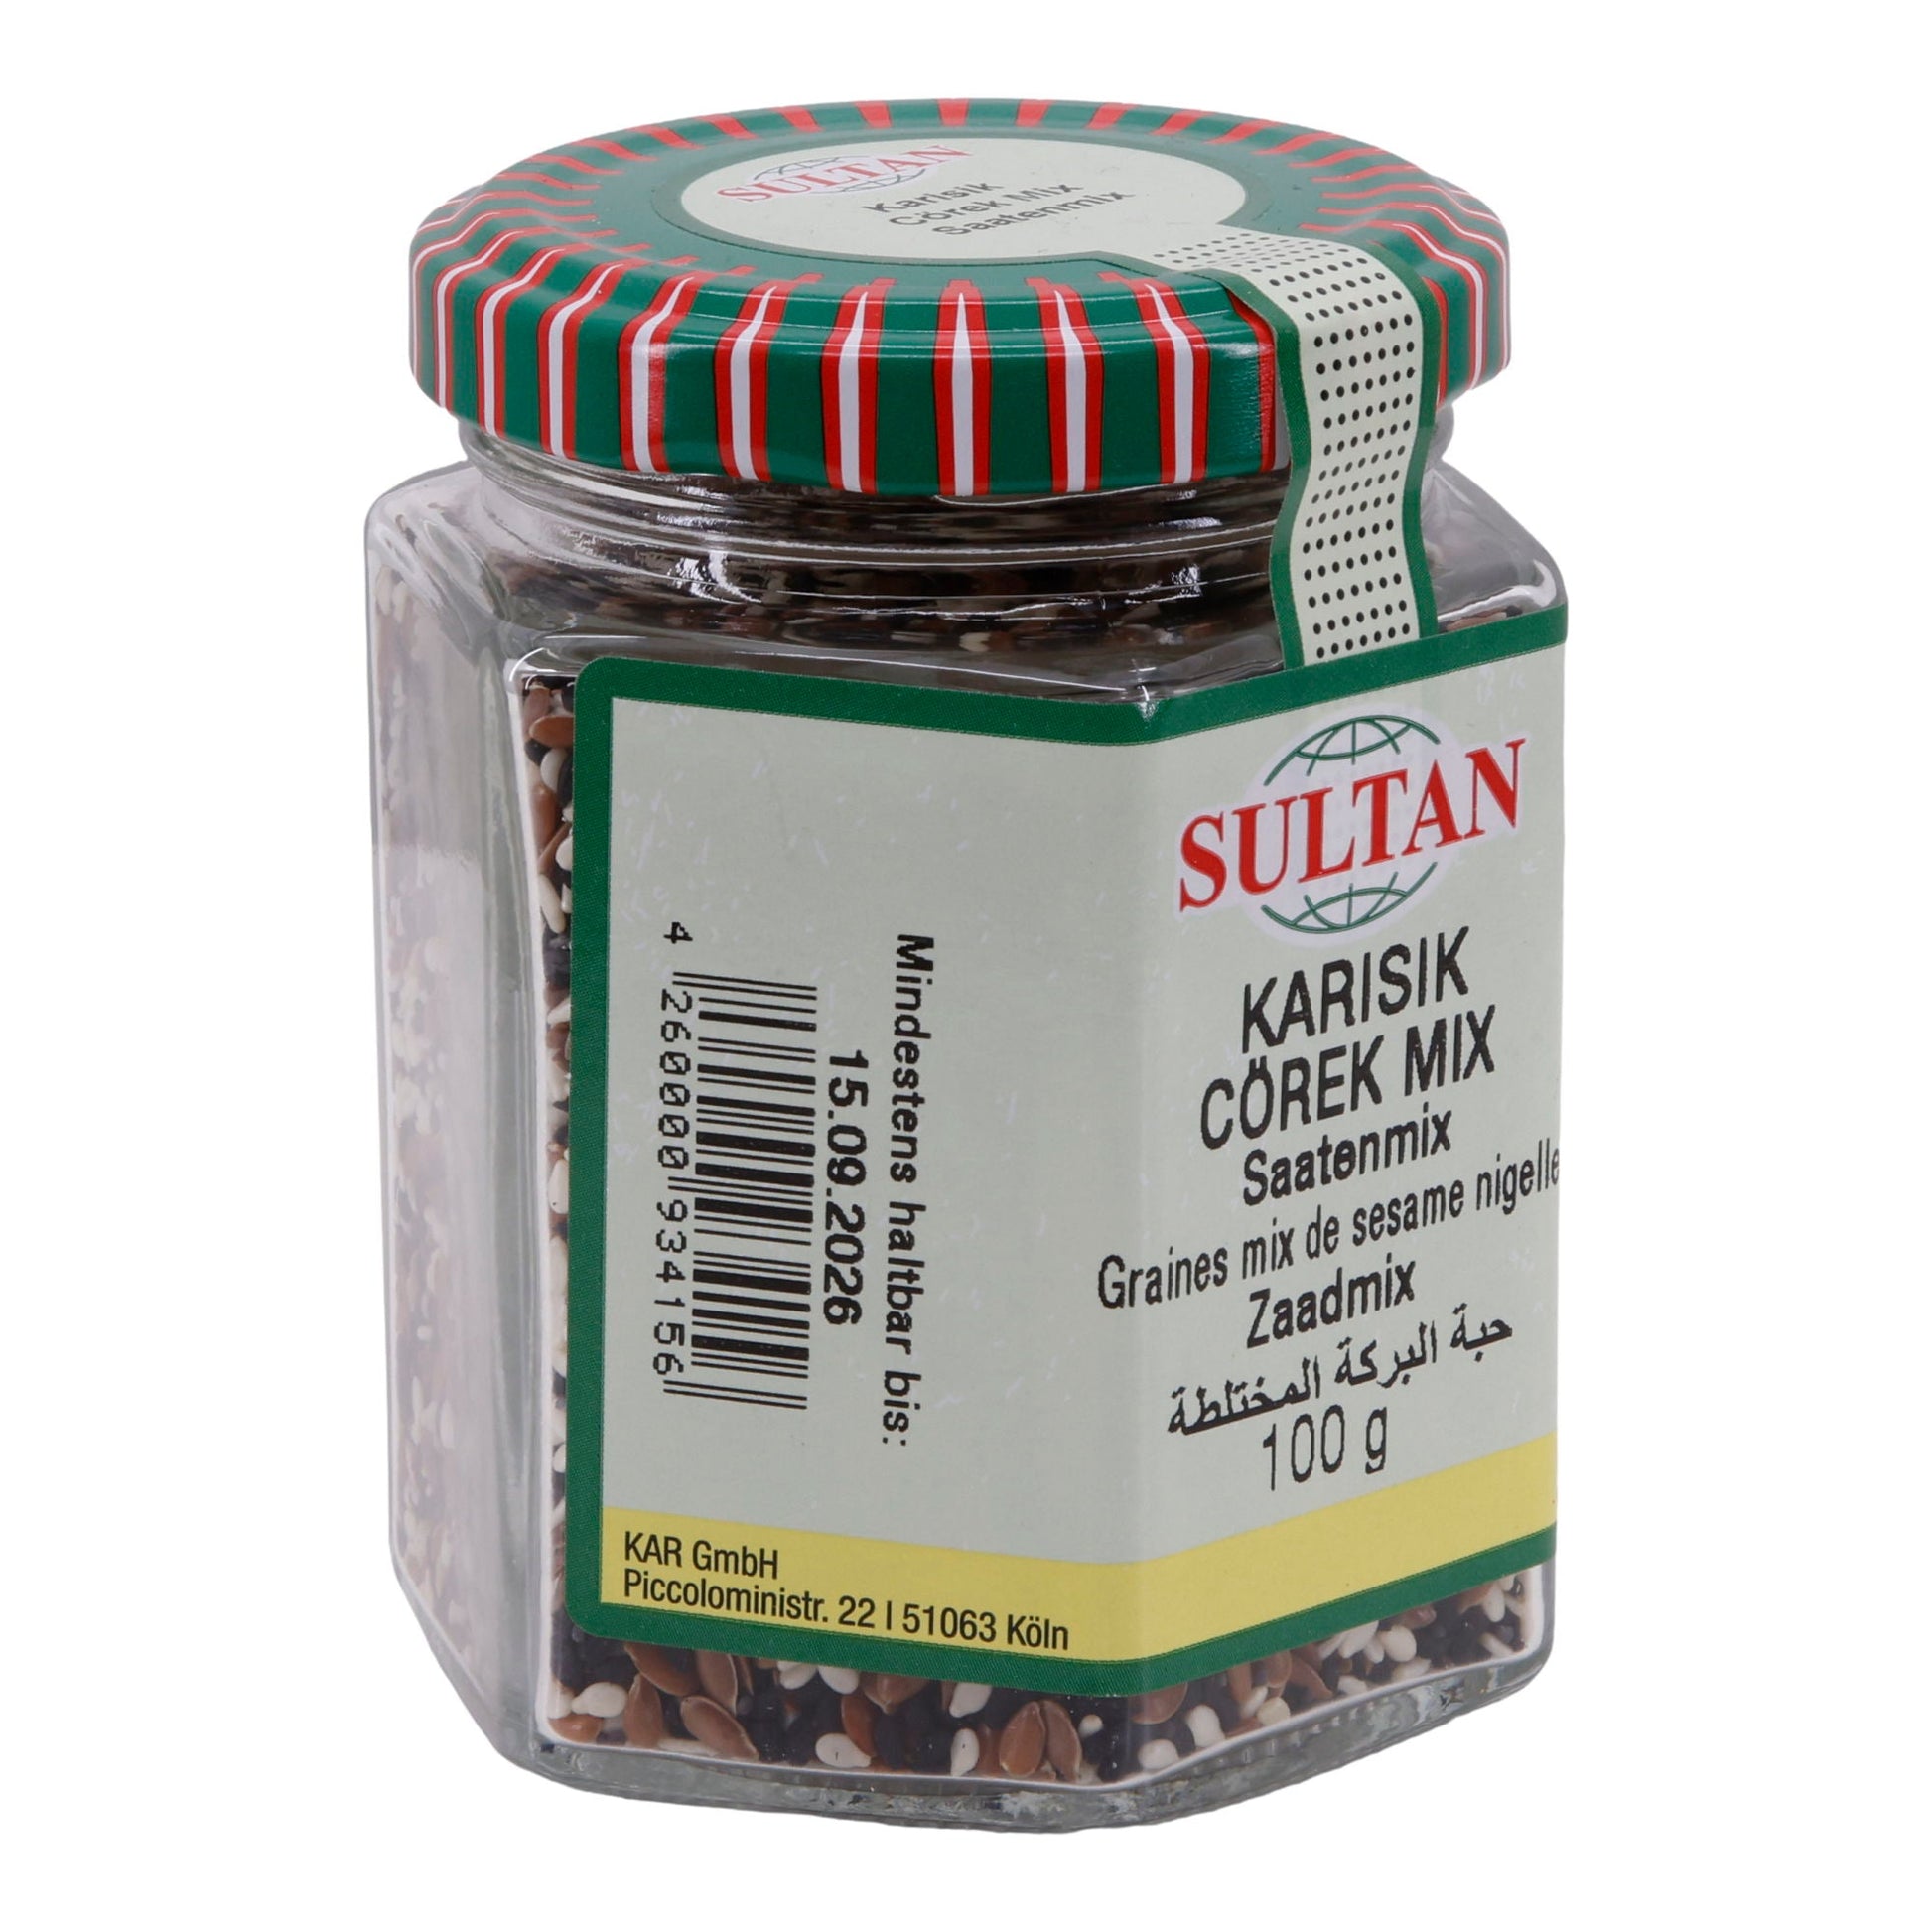 SULTAN
Karisik
Cörek Mix
Saatenmix
SULTAN
KARISIK
CÖREK MIX
Saatenmix
Graines mix de sesame nigelle
Zaadmix
حبة البركة المختلطة
100 g
Mindestens haltbar bis:
15.09.2026
4 260000 934156
KAR GmbH
Piccoloministr. 22 | 51063 Köln